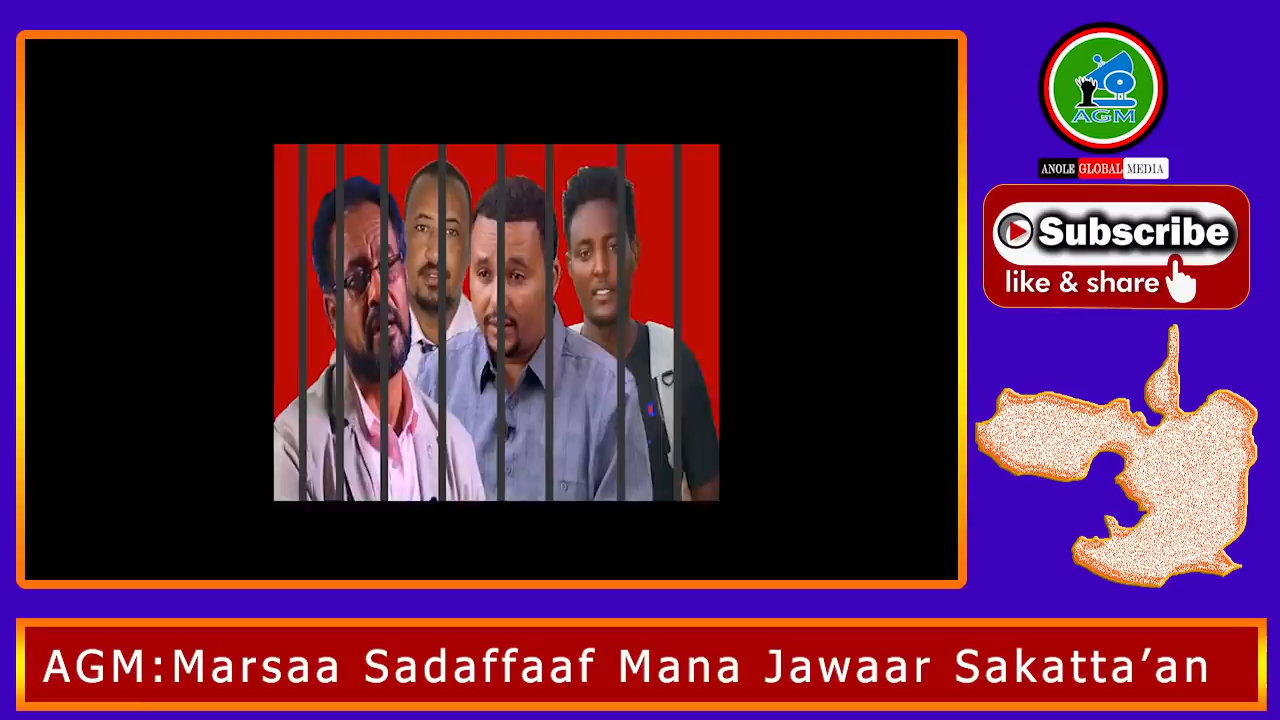 AGM
ANOLE GLOBAL MEDIA
Subscribe
like & share
AGM:Marsaa Sadaffaaf Mana Jawaar Sakatta’an